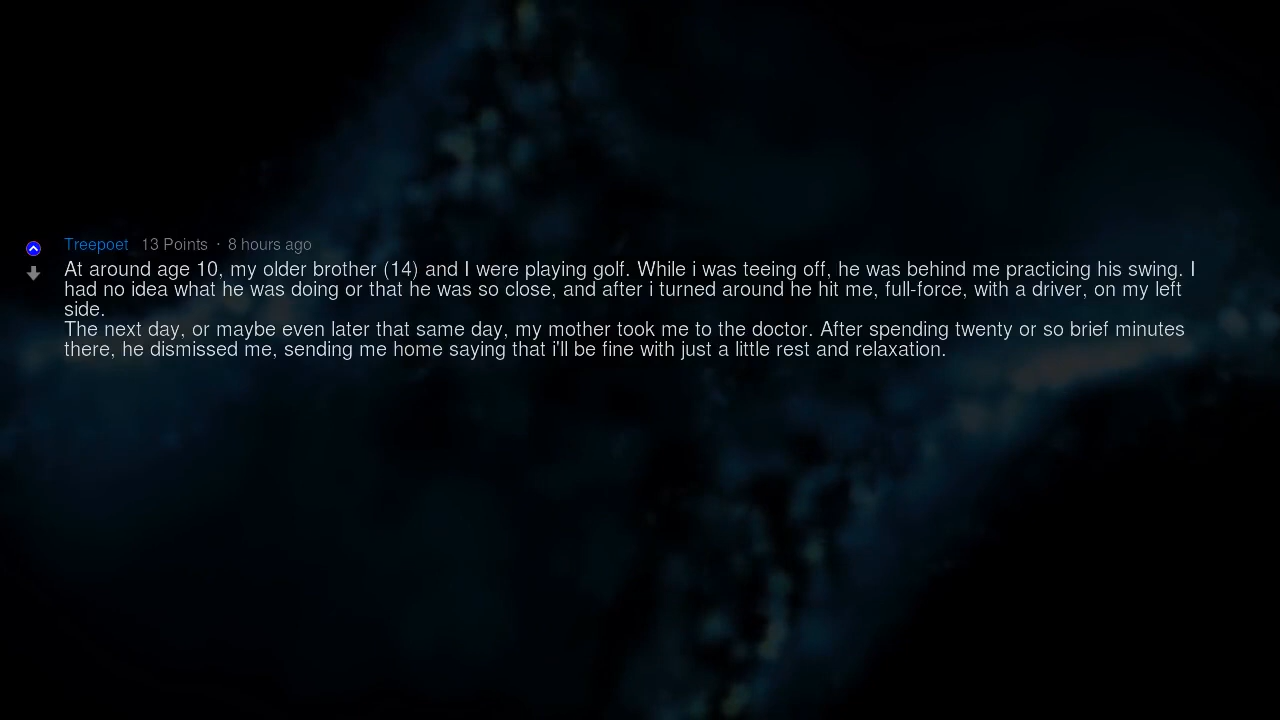 Treepoet 13 Points · 8 hours ago
At around age 10, my older brother (14) and I were playing golf. While i was teeing off, he was behind me practicing his swing. I
had no idea what he was doing or that he was so close, and after i turned around he hit me, full-force, with a driver, on my left
side.
The next day, or maybe even later that same day, my mother took me to the doctor. After spending twenty or so brief minutes
there, he dismissed me, sending me home saying that i'll be fine with just a little rest and relaxation.